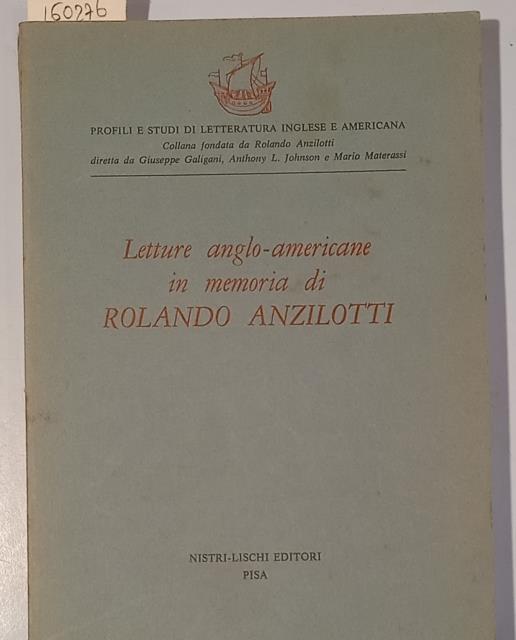 160276
PROFILI E STUDI DI LETTERATURA INGLESE E AMERICANA
Collana fondata da Rolando Anzilotti
diretta da Giuseppe Galigani, Anthony L. Johnson e Mario Materassi
Letture anglo-americane
in memoria di
ROLANDO ANZILOTTI
NISTRI-LISCHI EDITORI
PISA